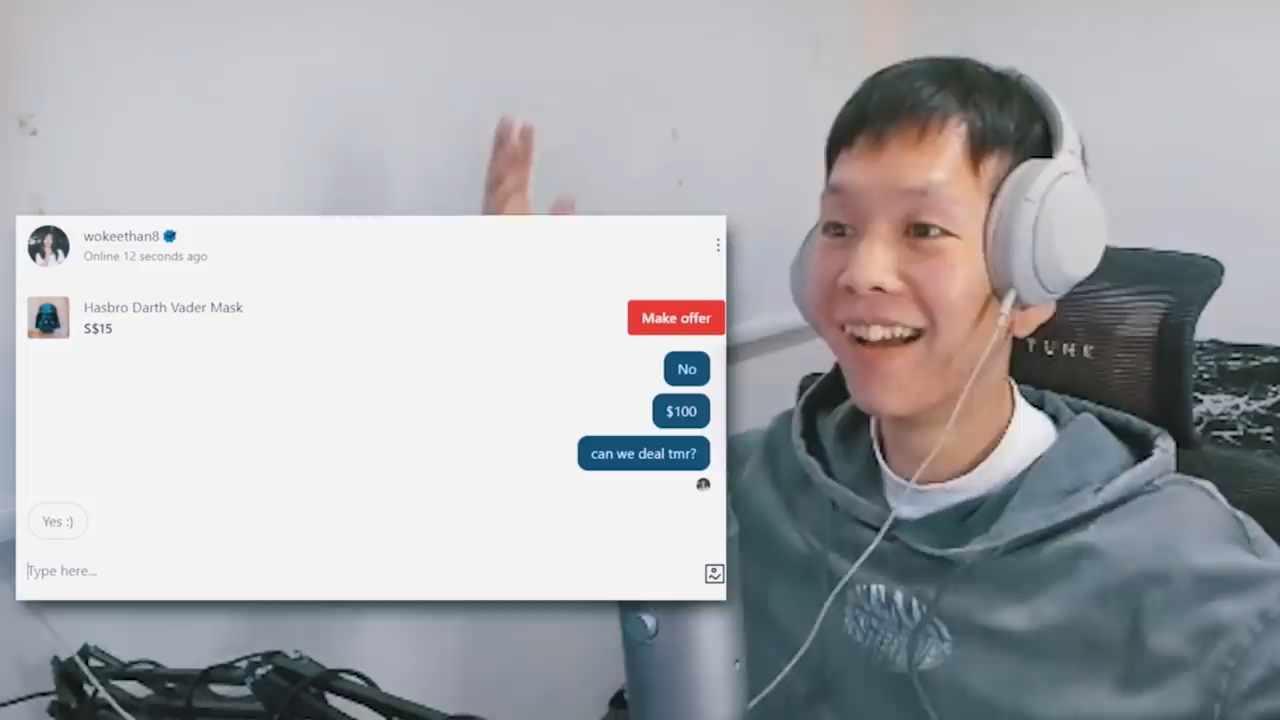 wokeethan8
Online 12 seconds ago
Hasbro Darth Vader Mask
S$15
Make offer
No
$100
can we deal tmr?
Yes :)
Type here...